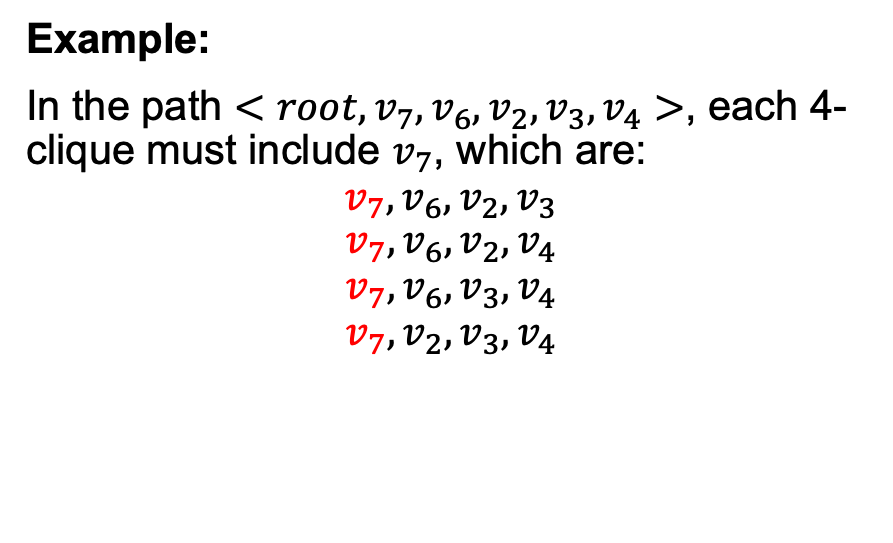 Example:
In the path < root, v₇, v₆, v₂, v₃, v₄ >, each 4-
clique must include v₇, which are:
v₇, v₆, v₂, v₃
v₇, v₆, v₂, v₄
v₇, v₆, v₃, v₄
v₇, v₂, v₃, v₄